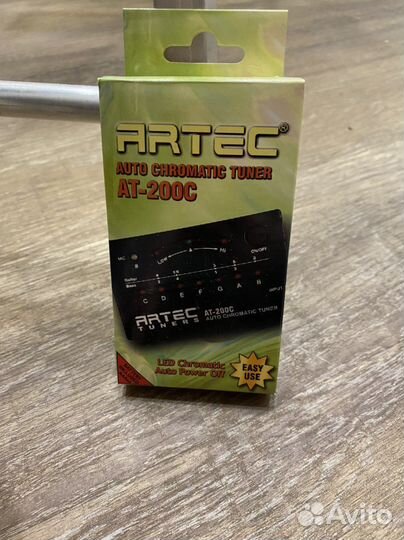 ARTEC®
AUTO CHROMATIC TUNER
AT-200C
MIC
LOW A HI
ON/OFF
Guitar
Bass
C D E F G A B
INPUT
ARTEC AT-200C
TUNERS AUTO CHROMATIC TUNER
LED Chromatic
Auto Power Off
EASY
USE
Avito